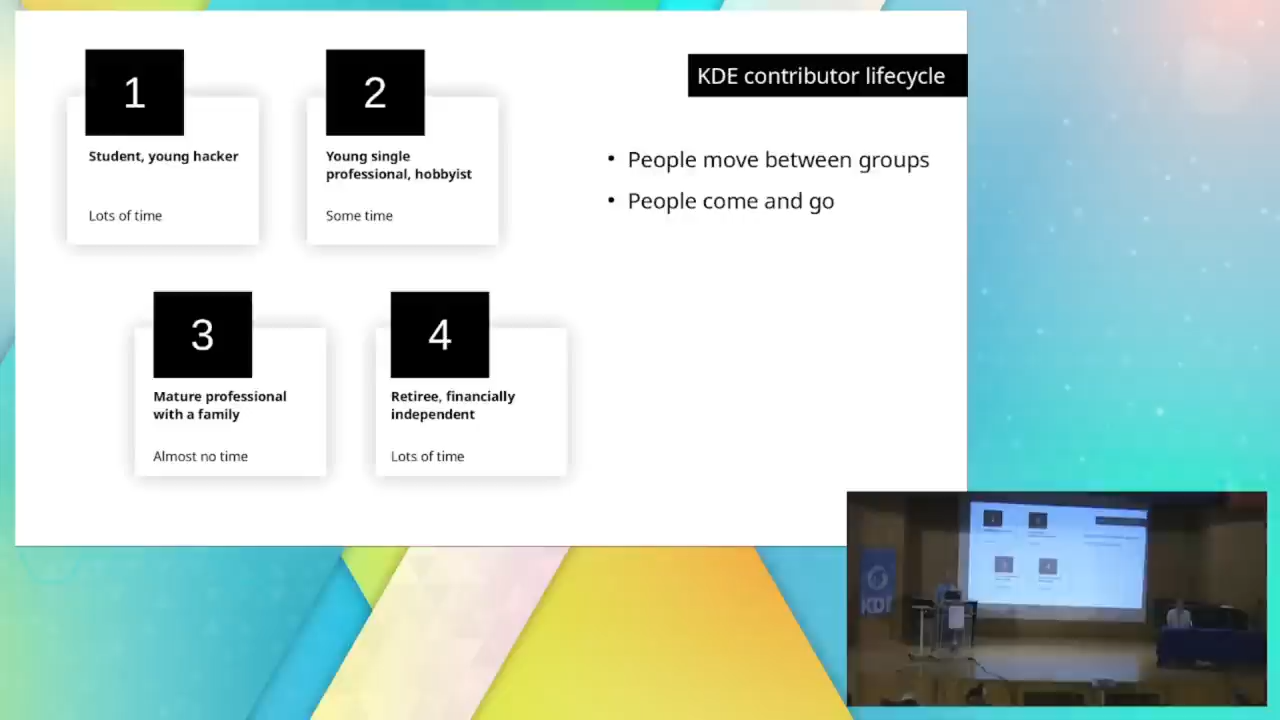 KDE contributor lifecycle
1
Student, young hacker
Lots of time
2
Young single
professional, hobbyist
Some time
3
Mature professional
with a family
Almost no time
4
Retiree, financially
independent
Lots of time
• People move between groups
• People come and go
KDE